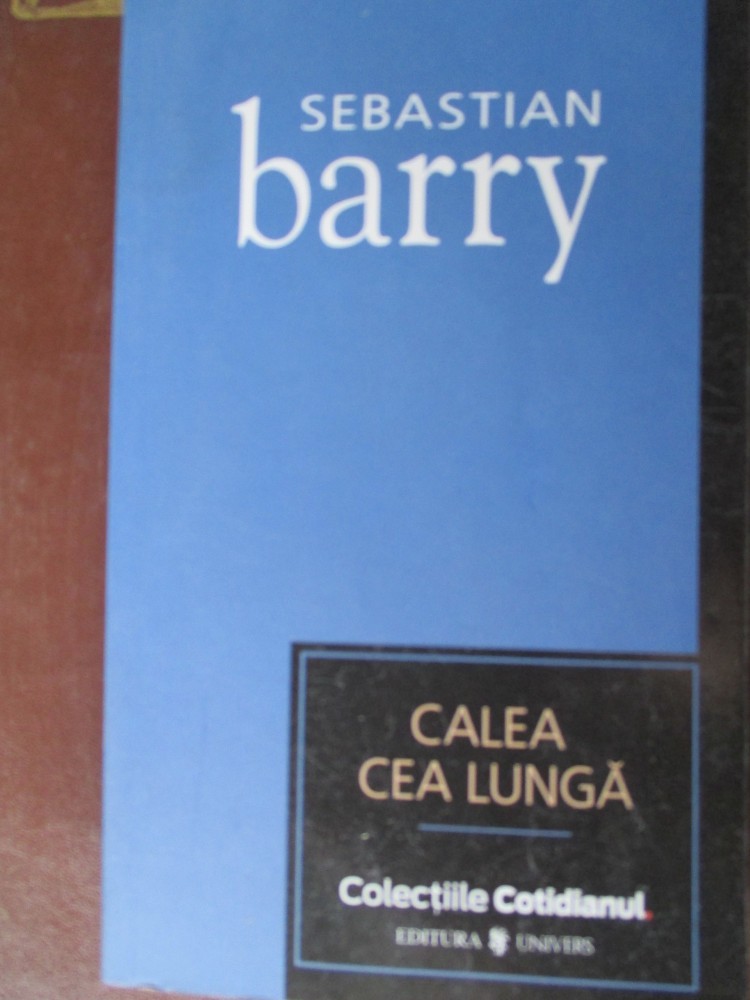 SEBASTIAN
barry
CALEA
CEA LUNGĂ
Colecțiile Cotidianul.
EDITURA UNIVERS